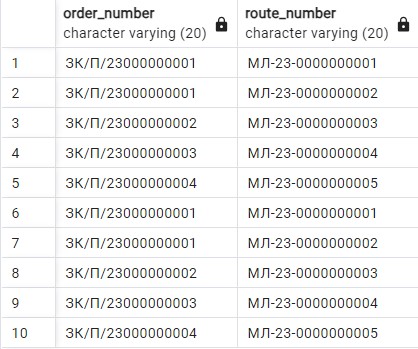 order_number route_number
character varying (20) character varying (20)
1 ЗК/П/23000000001 МЛ-23-0000000001
2 ЗК/П/23000000001 МЛ-23-0000000002
3 ЗК/П/23000000002 МЛ-23-0000000003
4 ЗК/П/23000000003 МЛ-23-0000000004
5 ЗК/П/23000000004 МЛ-23-0000000005
6 ЗК/П/23000000001 МЛ-23-0000000001
7 ЗК/П/23000000001 МЛ-23-0000000002
8 ЗК/П/23000000002 МЛ-23-0000000003
9 ЗК/П/23000000003 МЛ-23-0000000004
10 ЗК/П/23000000004 МЛ-23-0000000005